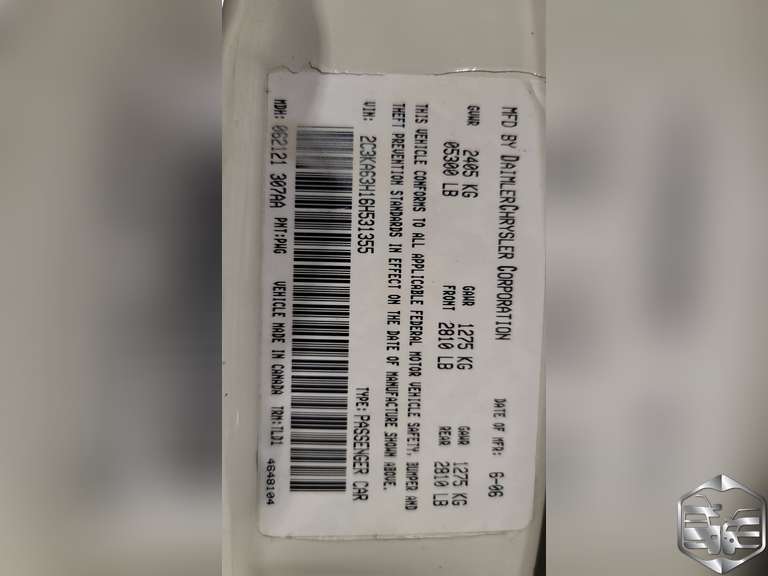 MFD BY DAIMLERCHRYSLER CORPORATION DATE OF MFR: 6-06
GVWR 2405 KG GAWR 1275 KG GAWR 1275 KG
05300 LB FRONT 2810 LB REAR 2810 LB
THIS VEHICLE CONFORMS TO ALL APPLICABLE FEDERAL MOTOR VEHICLE SAFETY, BUMPER AND
THEFT PREVENTION STANDARDS IN EFFECT ON THE DATE OF MANUFACTURE SHOWN ABOVE.
VIN: 2C3KA63H16H531355 TYPE: PASSENGER CAR
MDH: 062121 307AA PNT:PWG VEHICLE MADE IN CANADA TRM:TLD1
4648104